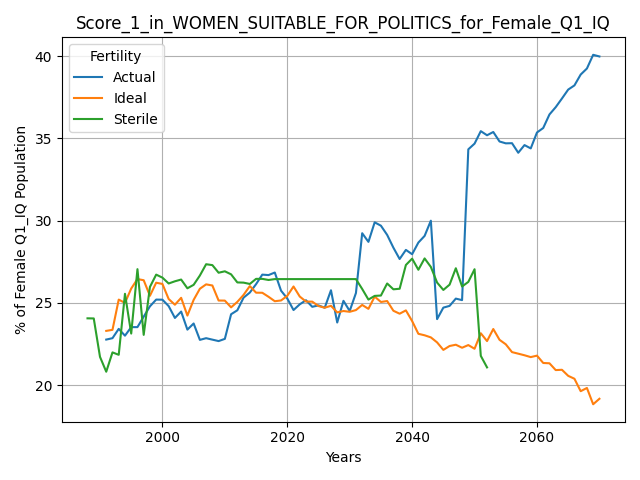 Score_1_in_WOMEN_SUITABLE_FOR_POLITICS_for_Female_Q1_IQ
Fertility
Actual
Ideal
Sterile
% of Female Q1_IQ Population
40
35
30
25
20
2000
2020
2040
2060
Years